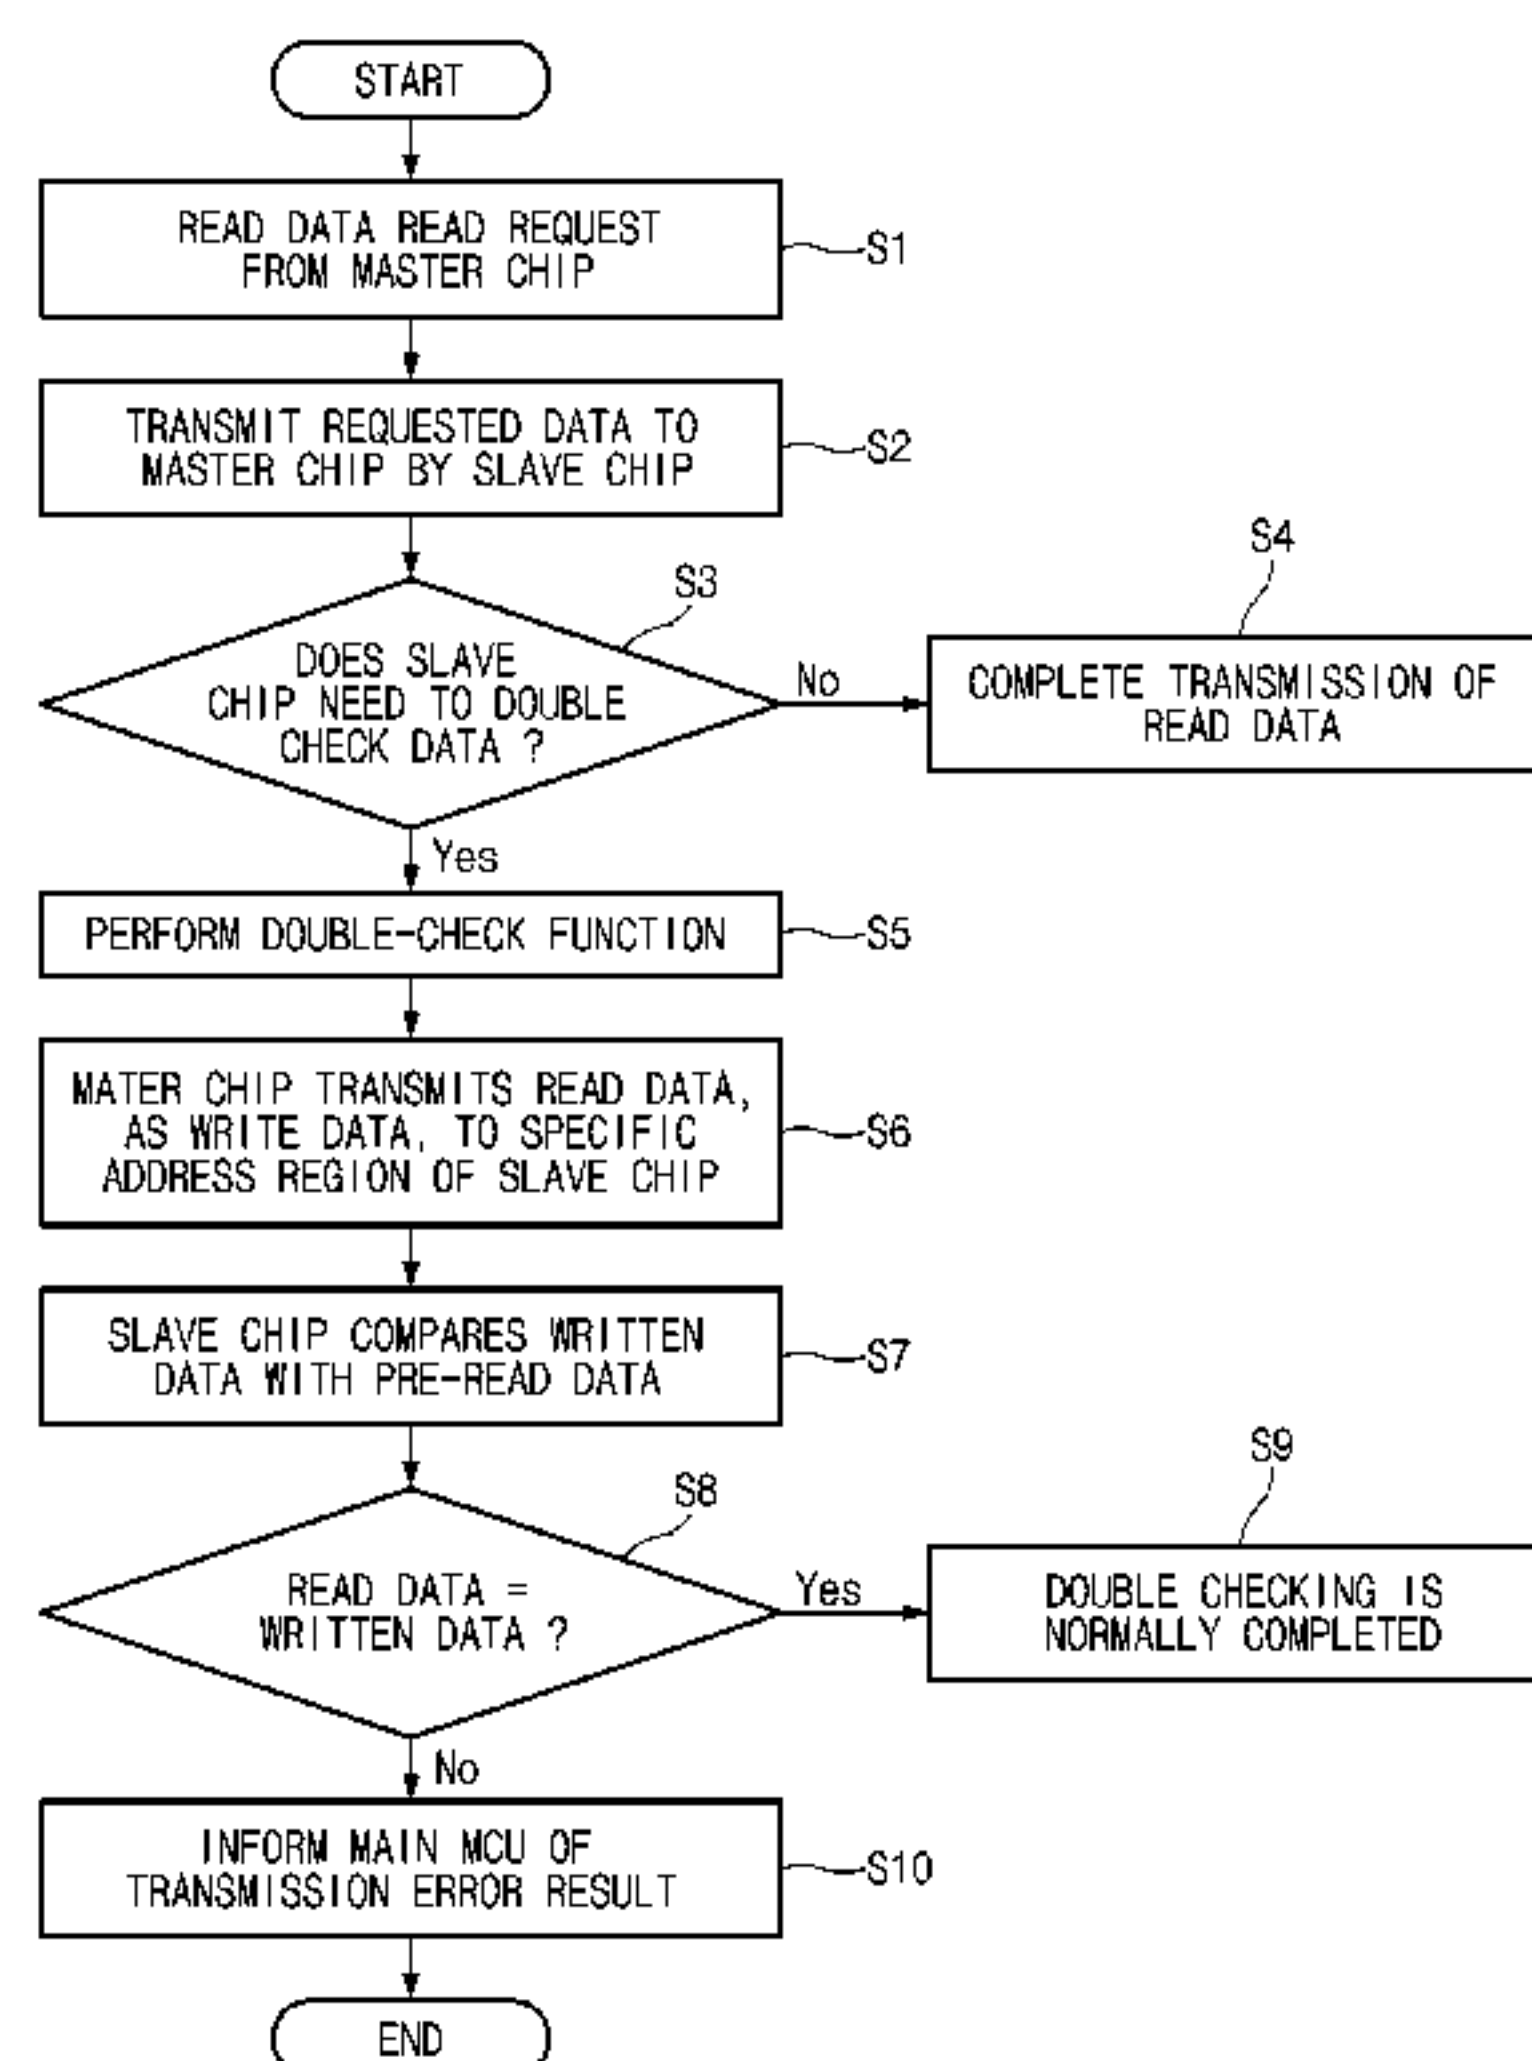 START
READ DATA READ REQUEST
FROM MASTER CHIP
S1
TRANSMIT REQUESTED DATA TO
MASTER CHIP BY SLAVE CHIP
S2
S3
DOES SLAVE
CHIP NEED TO DOUBLE
CHECK DATA ?
No
S4
COMPLETE TRANSMISSION OF
READ DATA
Yes
PERFORM DOUBLE-CHECK FUNCTION
S5
MATER CHIP TRANSMITS READ DATA,
AS WRITE DATA, TO SPECIFIC
ADDRESS REGION OF SLAVE CHIP
S6
SLAVE CHIP COMPARES WRITTEN
DATA WITH PRE-READ DATA
S7
S8
READ DATA =
WRITTEN DATA ?
Yes
S9
DOUBLE CHECKING IS
NORMALLY COMPLETED
No
INFORM MAIN MCU OF
TRANSMISSION ERROR RESULT
S10
END